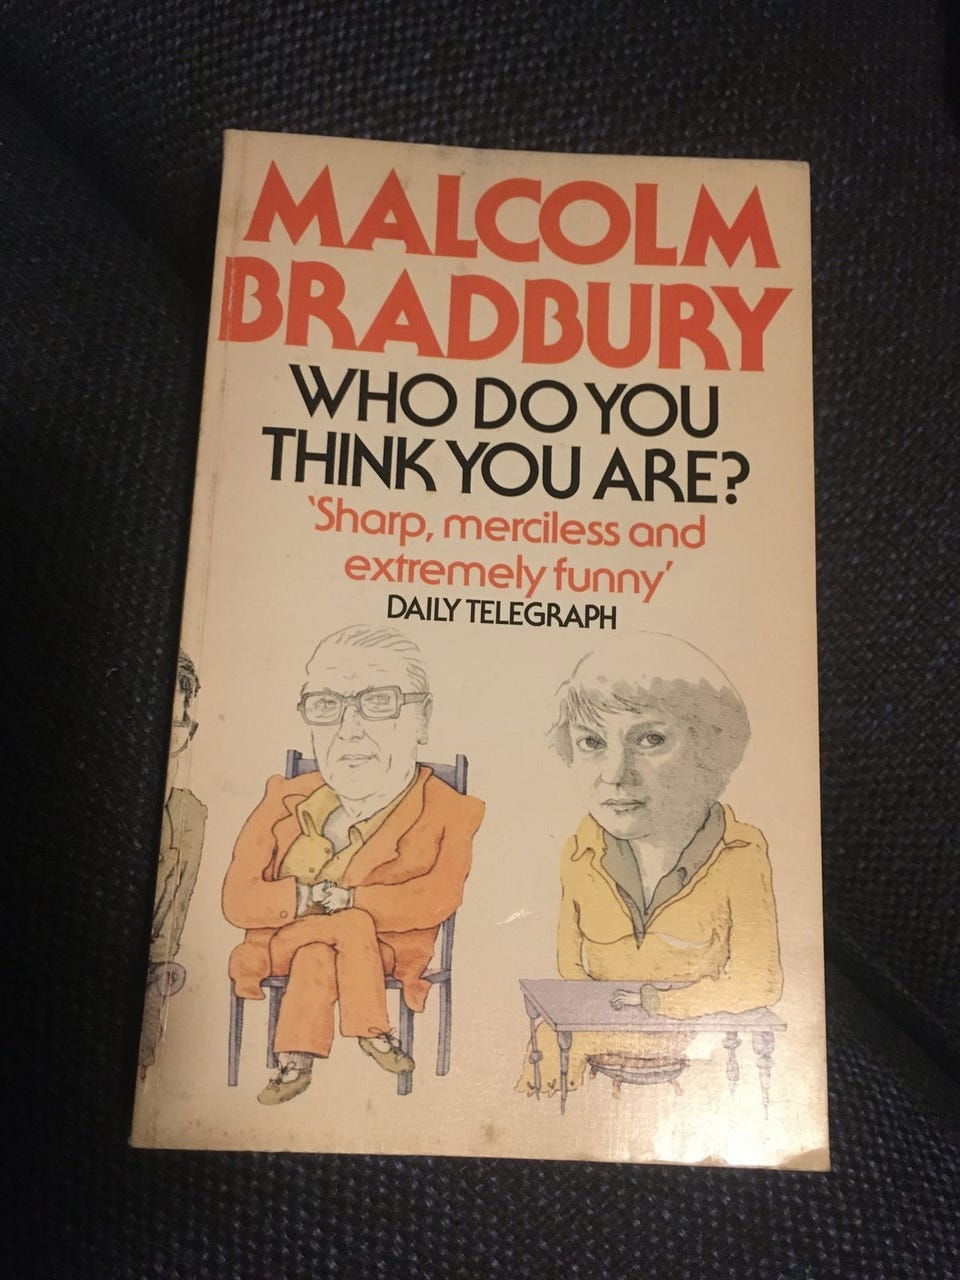 MALCOLM
BRADBURY
WHO DO YOU
THINK YOU ARE?
‘Sharp, merciless and
extremely funny’
DAILY TELEGRAPH